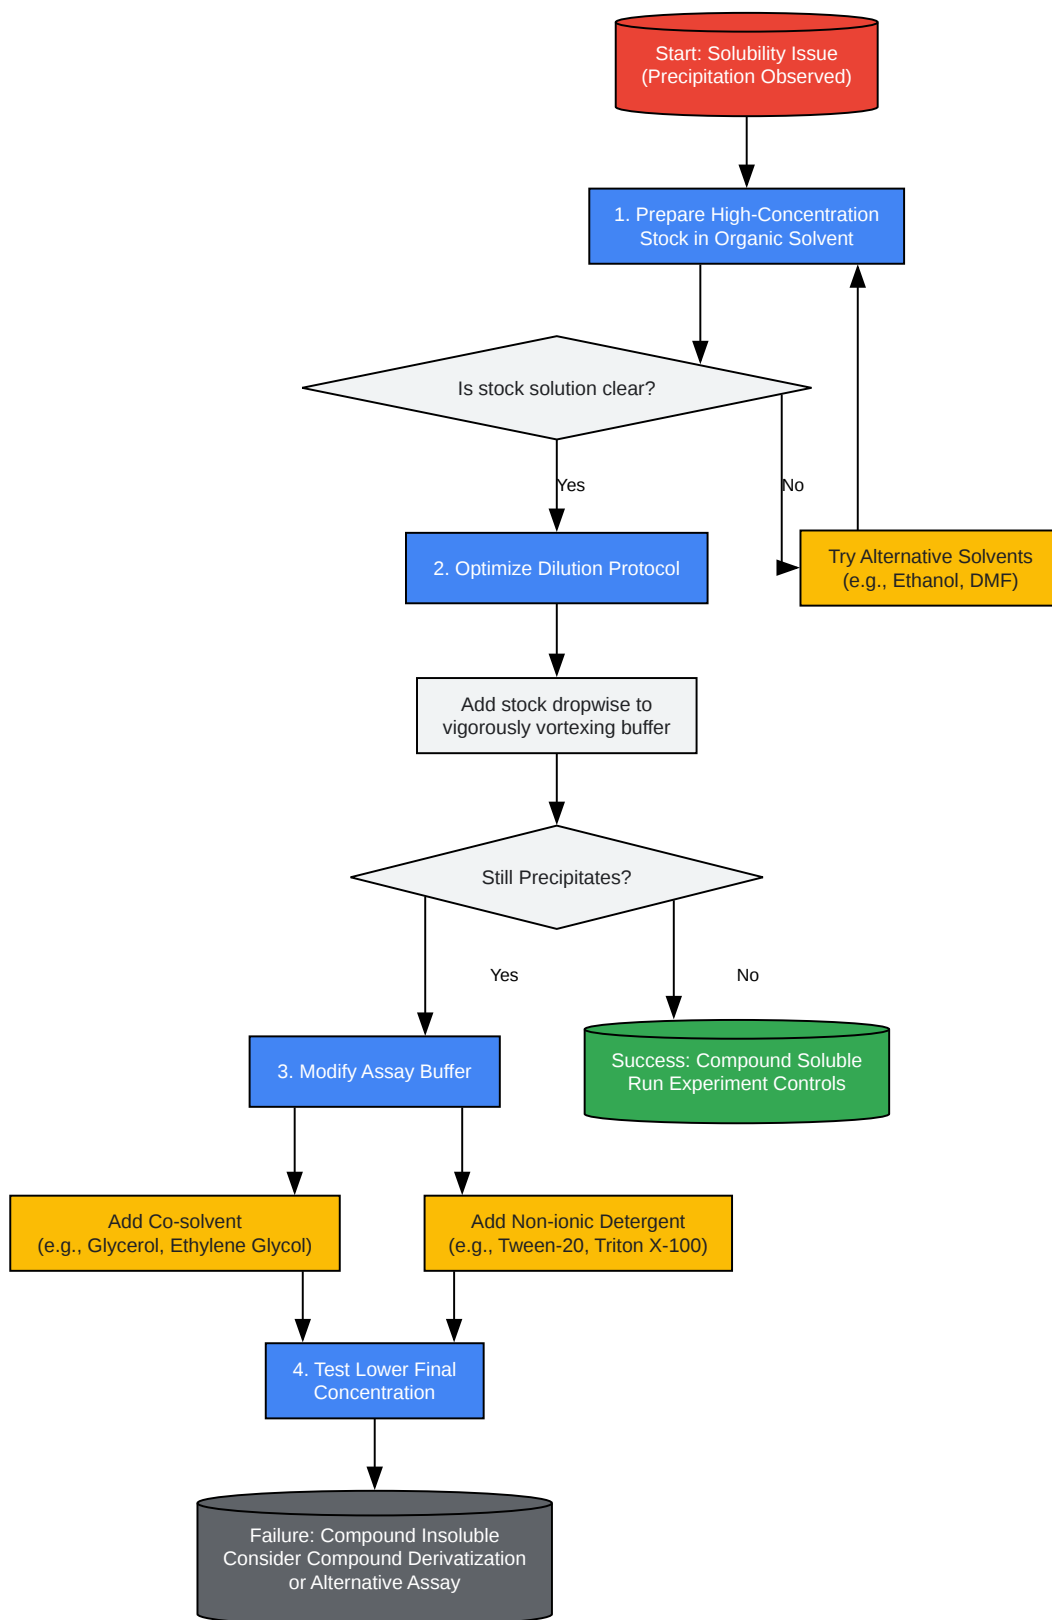 Start: Solubility Issue
(Precipitation Observed)
1. Prepare High-Concentration
Stock in Organic Solvent
Is stock solution clear?
Yes
No
2. Optimize Dilution Protocol
Try Alternative Solvents
(e.g., Ethanol, DMF)
Add stock dropwise to
vigorously vortexing buffer
Still Precipitates?
Yes
No
3. Modify Assay Buffer
Success: Compound Soluble
Run Experiment Controls
Add Co-solvent
(e.g., Glycerol, Ethylene Glycol)
Add Non-ionic Detergent
(e.g., Tween-20, Triton X-100)
4. Test Lower Final
Concentration
Failure: Compound Insoluble
Consider Compound Derivatization
or Alternative Assay